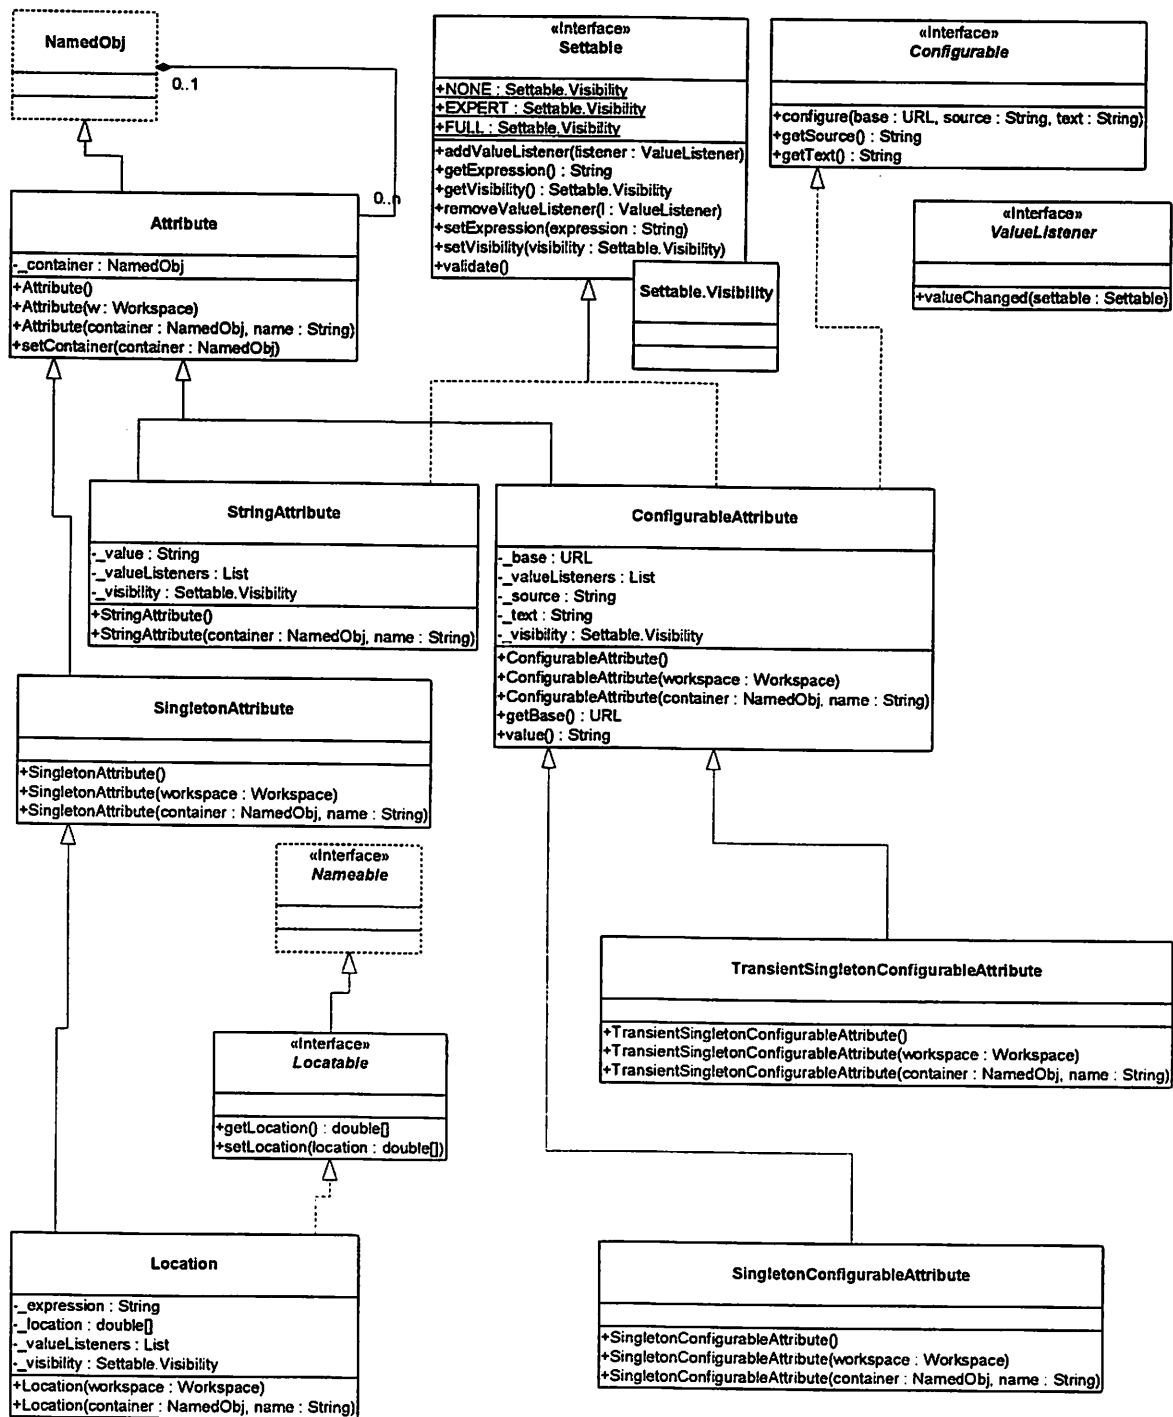 NamedObj
0..1
0..n
«Interface»
Settable
+NONE : Settable.Visibility
+EXPERT : Settable.Visibility
+FULL : Settable.Visibility
+addValueListener(listener : ValueListener)
+getExpression() : String
+getVisibility() : Settable.Visibility
+removeValueListener(l : ValueListener)
+setExpression(expression : String)
+setVisibility(visibility : Settable.Visibility)
+validate()
Settable.Visibility
«Interface»
Configurable
+configure(base : URL, source : String, text : String)
+getSource() : String
+getText() : String
«Interface»
ValueListener
+valueChanged(settable : Settable)
Attribute
-_container : NamedObj
+Attribute()
+Attribute(w : Workspace)
+Attribute(container : NamedObj, name : String)
+setContainer(container : NamedObj)
StringAttribute
-_value : String
-_valueListeners : List
-_visibility : Settable.Visibility
+StringAttribute()
+StringAttribute(container : NamedObj, name : String)
ConfigurableAttribute
-_base : URL
-_valueListeners : List
-_source : String
-_text : String
-_visibility : Settable.Visibility
+ConfigurableAttribute()
+ConfigurableAttribute(workspace : Workspace)
+ConfigurableAttribute(container : NamedObj, name : String)
+getBase() : URL
+value() : String
SingletonAttribute
+SingletonAttribute()
+SingletonAttribute(workspace : Workspace)
+SingletonAttribute(container : NamedObj, name : String)
«Interface»
Nameable
TransientSingletonConfigurableAttribute
+TransientSingletonConfigurableAttribute()
+TransientSingletonConfigurableAttribute(workspace : Workspace)
+TransientSingletonConfigurableAttribute(container : NamedObj, name : String)
«Interface»
Locatable
+getLocation() : double[]
+setLocation(location : double[])
Location
-_expression : String
-_location : double[]
-_valueListeners : List
-_visibility : Settable.Visibility
+Location(workspace : Workspace)
+Location(container : NamedObj, name : String)
SingletonConfigurableAttribute
+SingletonConfigurableAttribute()
+SingletonConfigurableAttribute(workspace : Workspace)
+SingletonConfigurableAttribute(container : NamedObj, name : String)